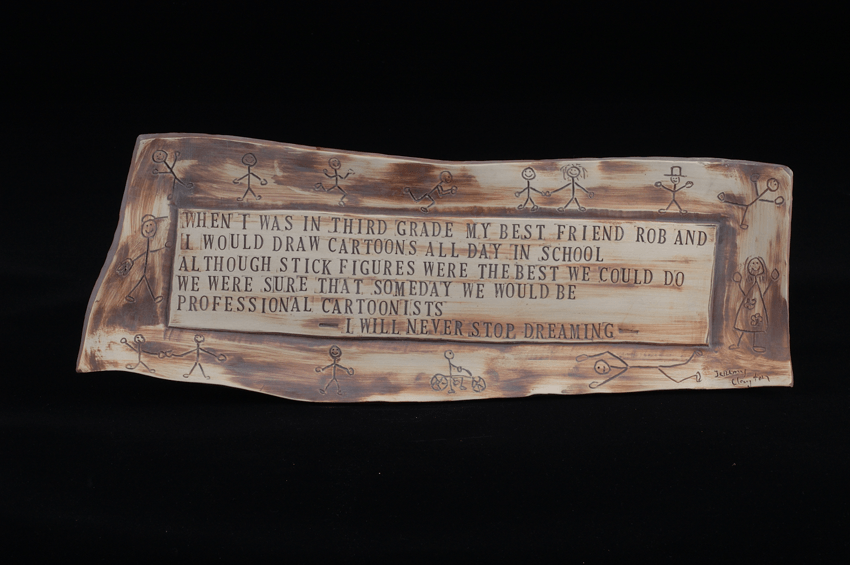 WHEN I WAS IN THIRD GRADE MY BEST FRIEND ROB AND
I WOULD DRAW CARTOONS ALL DAY IN SCHOOL
ALTHOUGH STICK FIGURES WERE THE BEST WE COULD DO
WE WERE SURE THAT SOMEDAY WE WOULD BE
PROFESSIONAL CARTOONISTS
— I WILL NEVER STOP DREAMING —